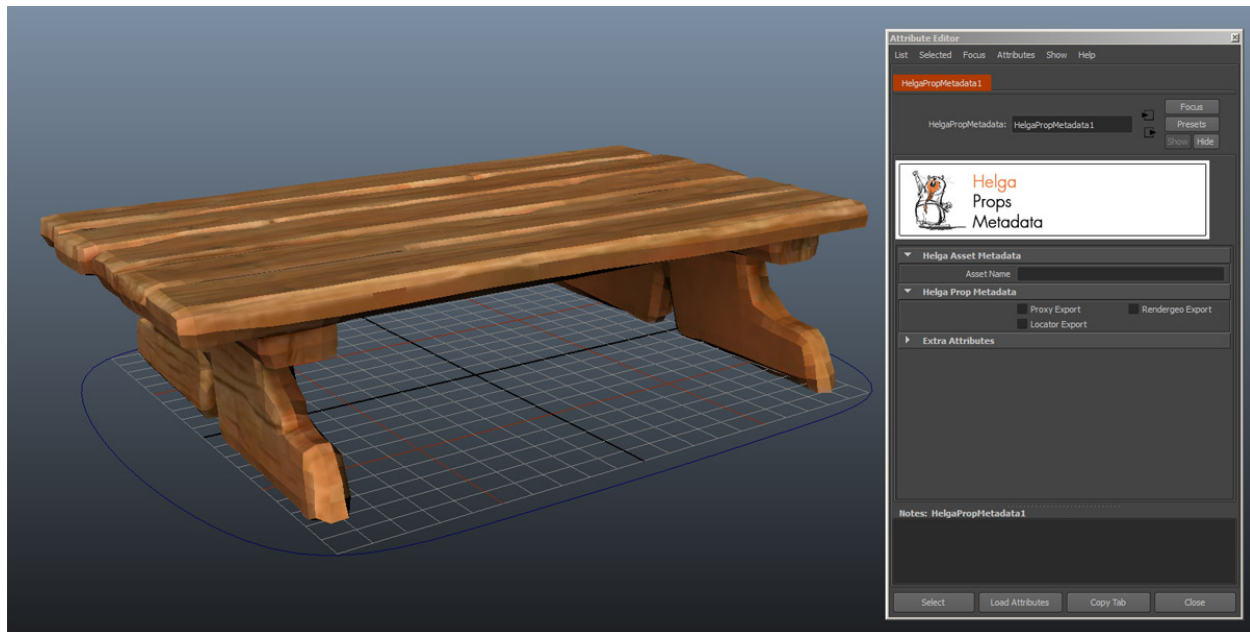 Attribute Editor
List Selected Focus Attributes Show Help
HelgaPropMetadata1
Focus
HelgaPropMetadata: HelgaPropMetadata1
Presets
Show Hide
Helga
Props
Metadata
Helga Asset Metadata
Asset Name
Helga Prop Metadata
Proxy Export Rendergeo Export
Locator Export
Extra Attributes
Notes: HelgaPropMetadata1
Select Load Attributes Copy Tab Close